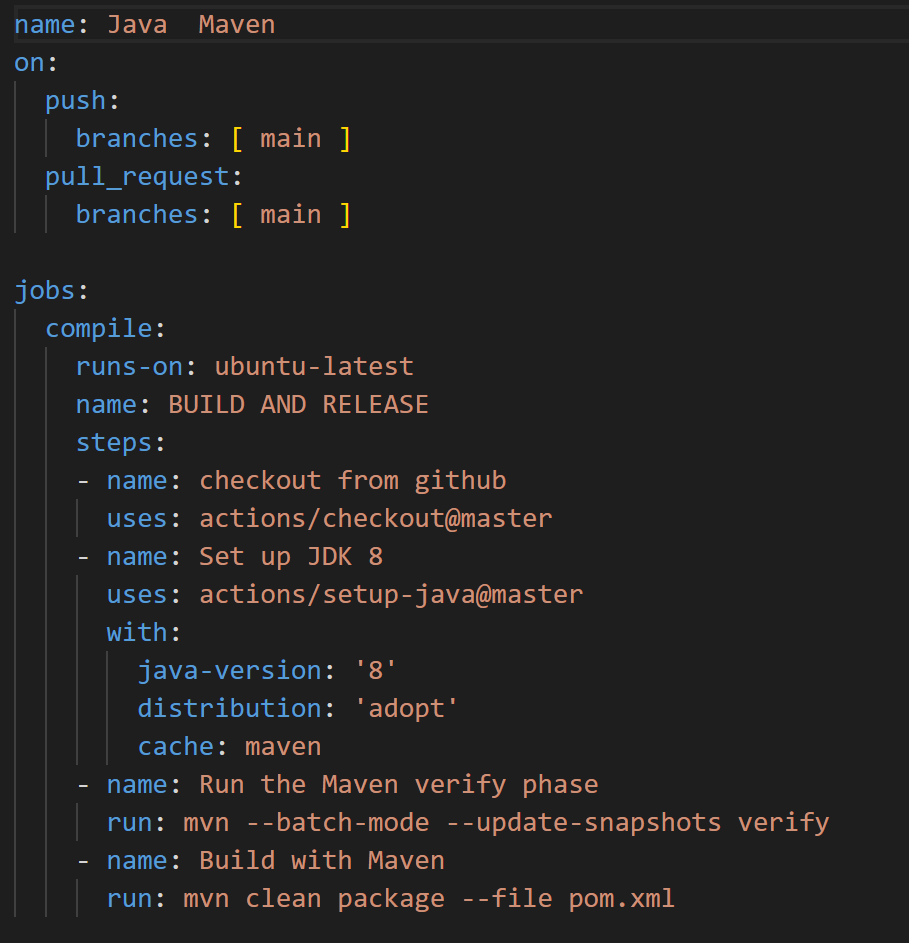 name: Java  Maven
on:
  push:
    branches: [ main ]
  pull_request:
    branches: [ main ]

jobs:
  compile:
    runs-on: ubuntu-latest
    name: BUILD AND RELEASE
    steps:
    - name: checkout from github
      uses: actions/checkout@master
    - name: Set up JDK 8
      uses: actions/setup-java@master
      with:
        java-version: '8'
        distribution: 'adopt'
        cache: maven
    - name: Run the Maven verify phase
      run: mvn --batch-mode --update-snapshots verify
    - name: Build with Maven
      run: mvn clean package --file pom.xml